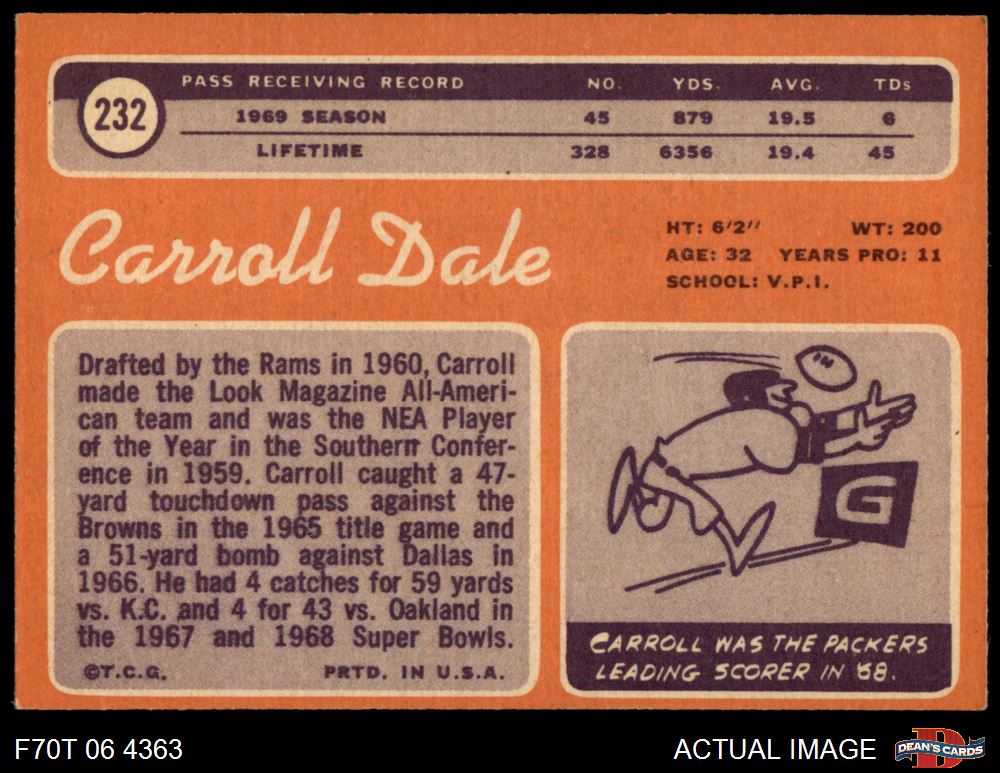 232
PASS RECEIVING RECORD NO. YDS. AVG. TDs
1969 SEASON 45 879 19.5 6
LIFETIME 328 6356 19.4 45
Carroll Dale
HT: 6'2" WT: 200
AGE: 32 YEARS PRO: 11
SCHOOL: V.P.I.
Drafted by the Rams in 1960, Carroll
made the Look Magazine All-Ameri-
can team and was the NEA Player
of the Year in the Southern Confer-
ence in 1959. Carroll caught a 47-
yard touchdown pass against the
Browns in the 1965 title game and
a 51-yard bomb against Dallas in
1966. He had 4 catches for 59 yards
vs. K.C. and 4 for 43 vs. Oakland in
the 1967 and 1968 Super Bowls.
©T.C.G. PRTD. IN U.S.A.
G
CARROLL WAS THE PACKERS
LEADING SCORER IN '68.
F70T 06 4363
ACTUAL IMAGE
D
DEAN'S CARDS